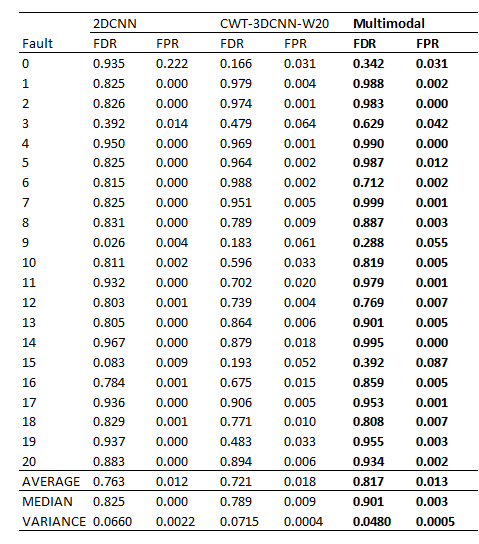 2DCNN CWT-3DCNN-W20 Multimodal
Fault FDR FPR FDR FPR FDR FPR
0 0.935 0.222 0.166 0.031 0.342 0.031
1 0.825 0.000 0.979 0.004 0.988 0.002
2 0.826 0.000 0.974 0.001 0.983 0.000
3 0.392 0.014 0.479 0.064 0.629 0.042
4 0.950 0.000 0.969 0.001 0.990 0.000
5 0.825 0.000 0.964 0.002 0.987 0.012
6 0.815 0.000 0.988 0.002 0.712 0.002
7 0.825 0.000 0.951 0.005 0.999 0.001
8 0.831 0.000 0.789 0.009 0.887 0.003
9 0.026 0.004 0.183 0.061 0.288 0.055
10 0.811 0.002 0.596 0.033 0.819 0.005
11 0.932 0.000 0.702 0.020 0.979 0.001
12 0.803 0.001 0.739 0.004 0.769 0.007
13 0.805 0.000 0.864 0.006 0.901 0.005
14 0.967 0.000 0.879 0.018 0.995 0.000
15 0.083 0.009 0.193 0.052 0.392 0.087
16 0.784 0.001 0.675 0.015 0.859 0.005
17 0.936 0.000 0.906 0.005 0.953 0.001
18 0.829 0.001 0.771 0.010 0.808 0.007
19 0.937 0.000 0.483 0.033 0.955 0.003
20 0.883 0.000 0.894 0.006 0.934 0.002
AVERAGE 0.763 0.012 0.721 0.018 0.817 0.013
MEDIAN 0.825 0.000 0.789 0.009 0.901 0.003
VARIANCE 0.0660 0.0022 0.0715 0.0004 0.0480 0.0005